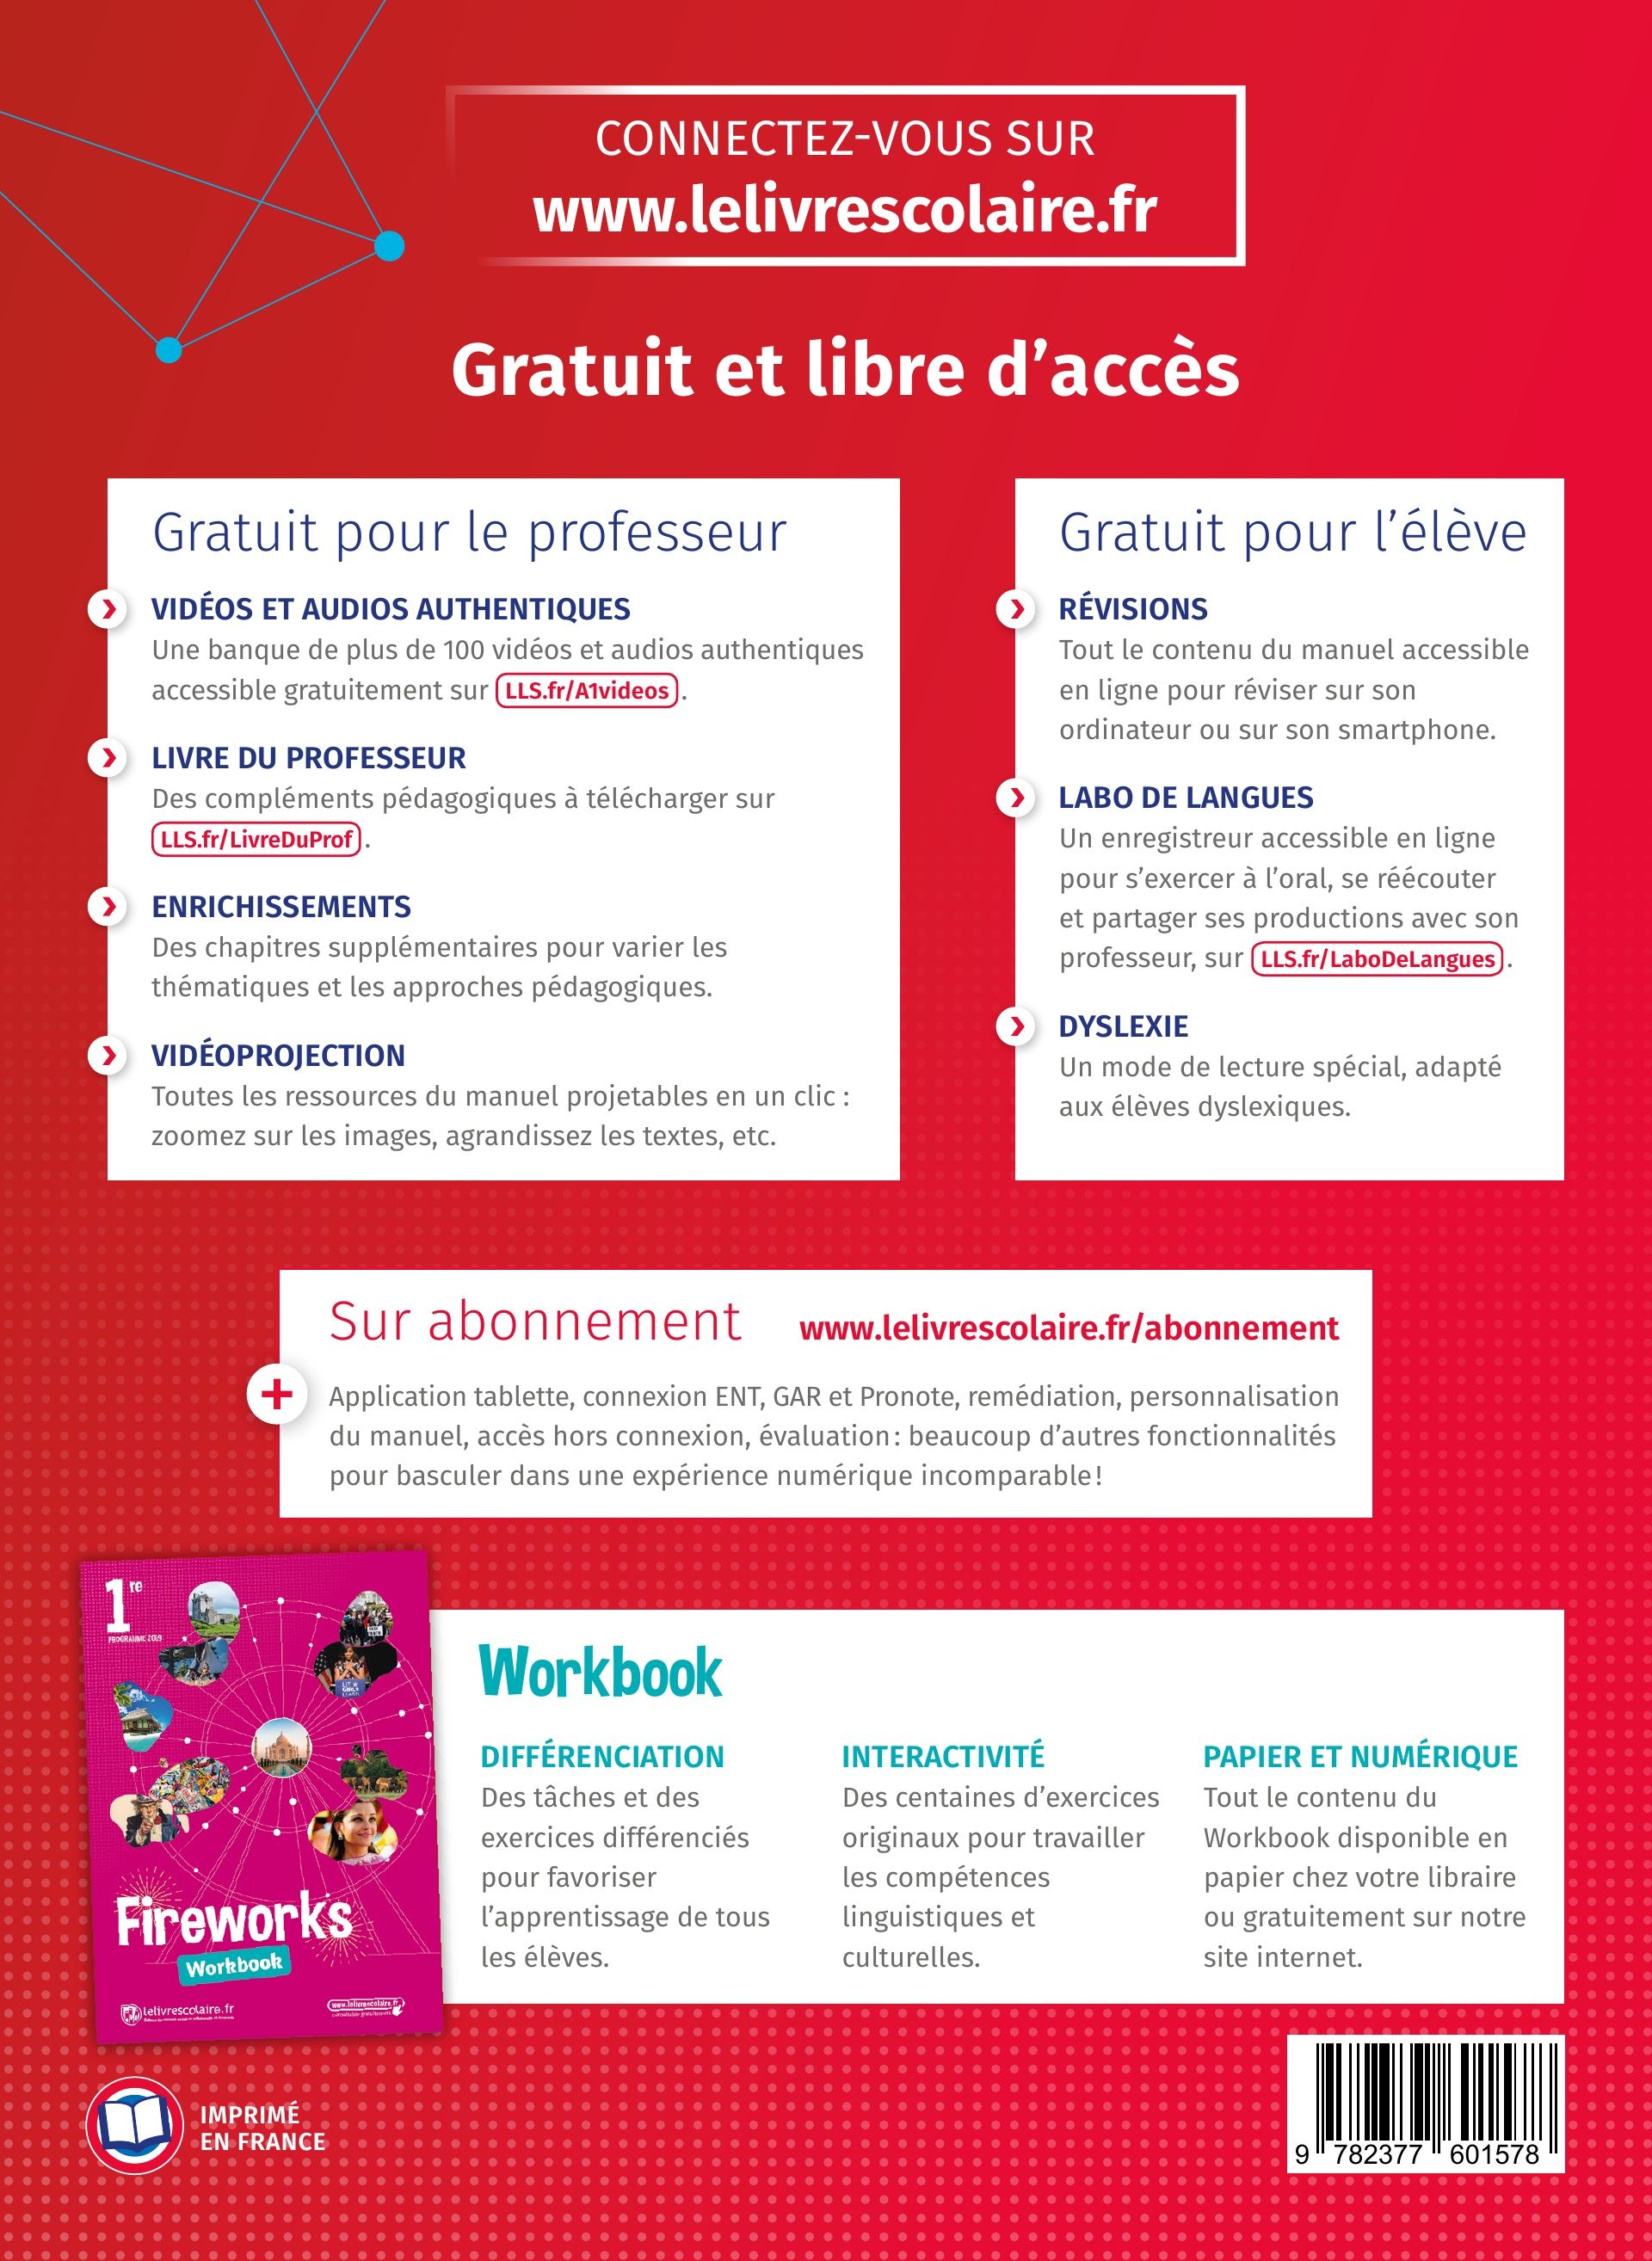 CONNECTEZ-VOUS SUR
www.lelivrescolaire.fr
Gratuit et libre d’accès
Gratuit pour le professeur
VIDÉOS ET AUDIOS AUTHENTIQUES
Une banque de plus de 100 vidéos et audios authentiques
accessible gratuitement sur LLS.fr/A1videos .
LIVRE DU PROFESSEUR
Des compléments pédagogiques à télécharger sur
LLS.fr/LivreDuProf .
ENRICHISSEMENTS
Des chapitres supplémentaires pour varier les
thématiques et les approches pédagogiques.
VIDÉOPROJECTION
Toutes les ressources du manuel projetables en un clic :
zoomez sur les images, agrandissez les textes, etc.
Gratuit pour l’élève
RÉVISIONS
Tout le contenu du manuel accessible
en ligne pour réviser sur son
ordinateur ou sur son smartphone.
LABO DE LANGUES
Un enregistreur accessible en ligne
pour s’exercer à l’oral, se réécouter
et partager ses productions avec son
professeur, sur LLS.fr/LaboDeLangues .
DYSLEXIE
Un mode de lecture spécial, adapté
aux élèves dyslexiques.
Sur abonnement www.lelivrescolaire.fr/abonnement
Application tablette, connexion ENT, GAR et Pronote, remédiation, personnalisation
du manuel, accès hors connexion, évaluation : beaucoup d’autres fonctionnalités
pour basculer dans une expérience numérique incomparable !
1re
PROGRAMME 2019
LET GIRLS LEARN
Fireworks
Workbook
lelivrescolaire.fr
www.lelivrescolaire.fr
Workbook
DIFFÉRENCIATION
Des tâches et des
exercices différenciés
pour favoriser
l’apprentissage de tous
les élèves.
INTERACTIVITÉ
Des centaines d’exercices
originaux pour travailler
les compétences
linguistiques et
culturelles.
PAPIER ET NUMÉRIQUE
Tout le contenu du
Workbook disponible en
papier chez votre libraire
ou gratuitement sur notre
site internet.
IMPRIMÉ
EN FRANCE
9 782377 601578